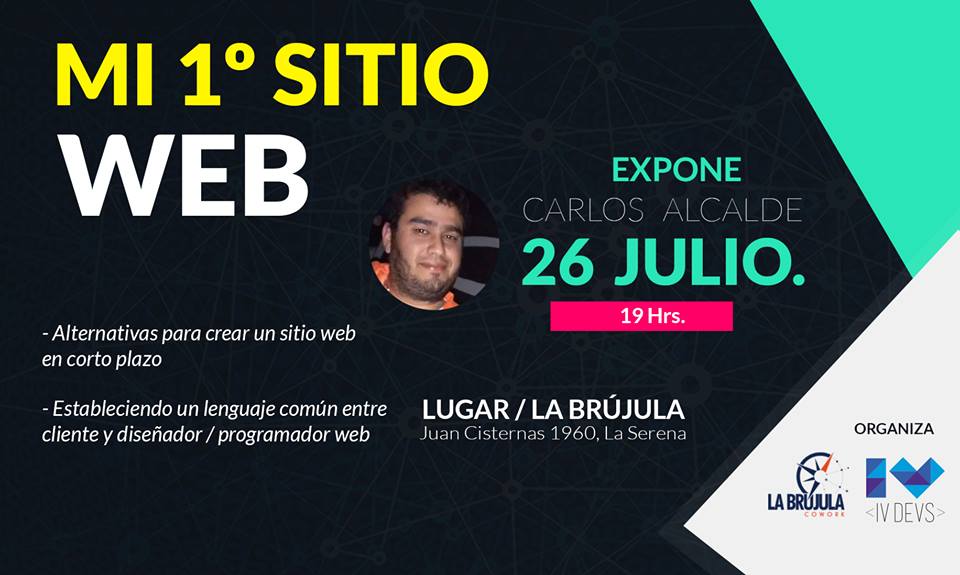 MI 1º SITIO
WEB
EXPONE
CARLOS ALCALDE
26 JULIO.
19 Hrs.
- Alternativas para crear un sitio web
en corto plazo
- Estableciendo un lenguaje común entre
cliente y diseñador / programador web
LUGAR / LA BRÚJULA
Juan Cisternas 1960, La Serena
ORGANIZA
LA BRÚJULA
COWORK
<IV DEVS>